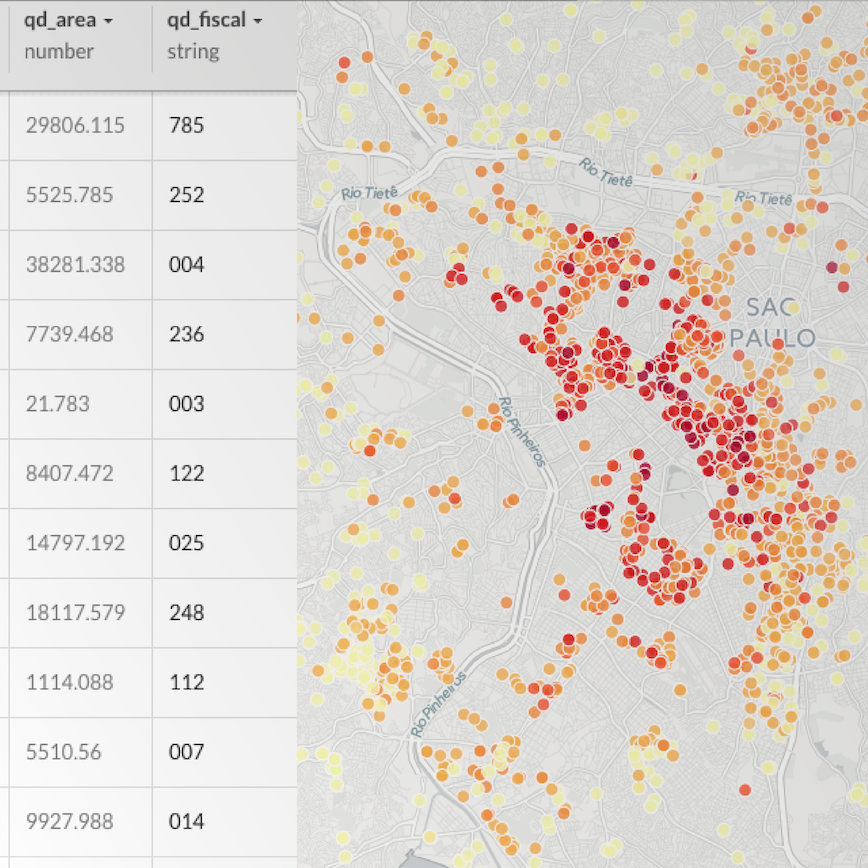 qd_area qd_fiscal
number string
29806.115 785
5525.785 252
38281.338 004
7739.468 236
21.783 003
8407.472 122
14797.192 025
18117.579 248
1114.088 112
5510.56 007
9927.988 014
Rio Tietê
Rio Tietê
Rio Tietê
SAO
PAULO
Rio Pinheiros
Rio Pinheiros